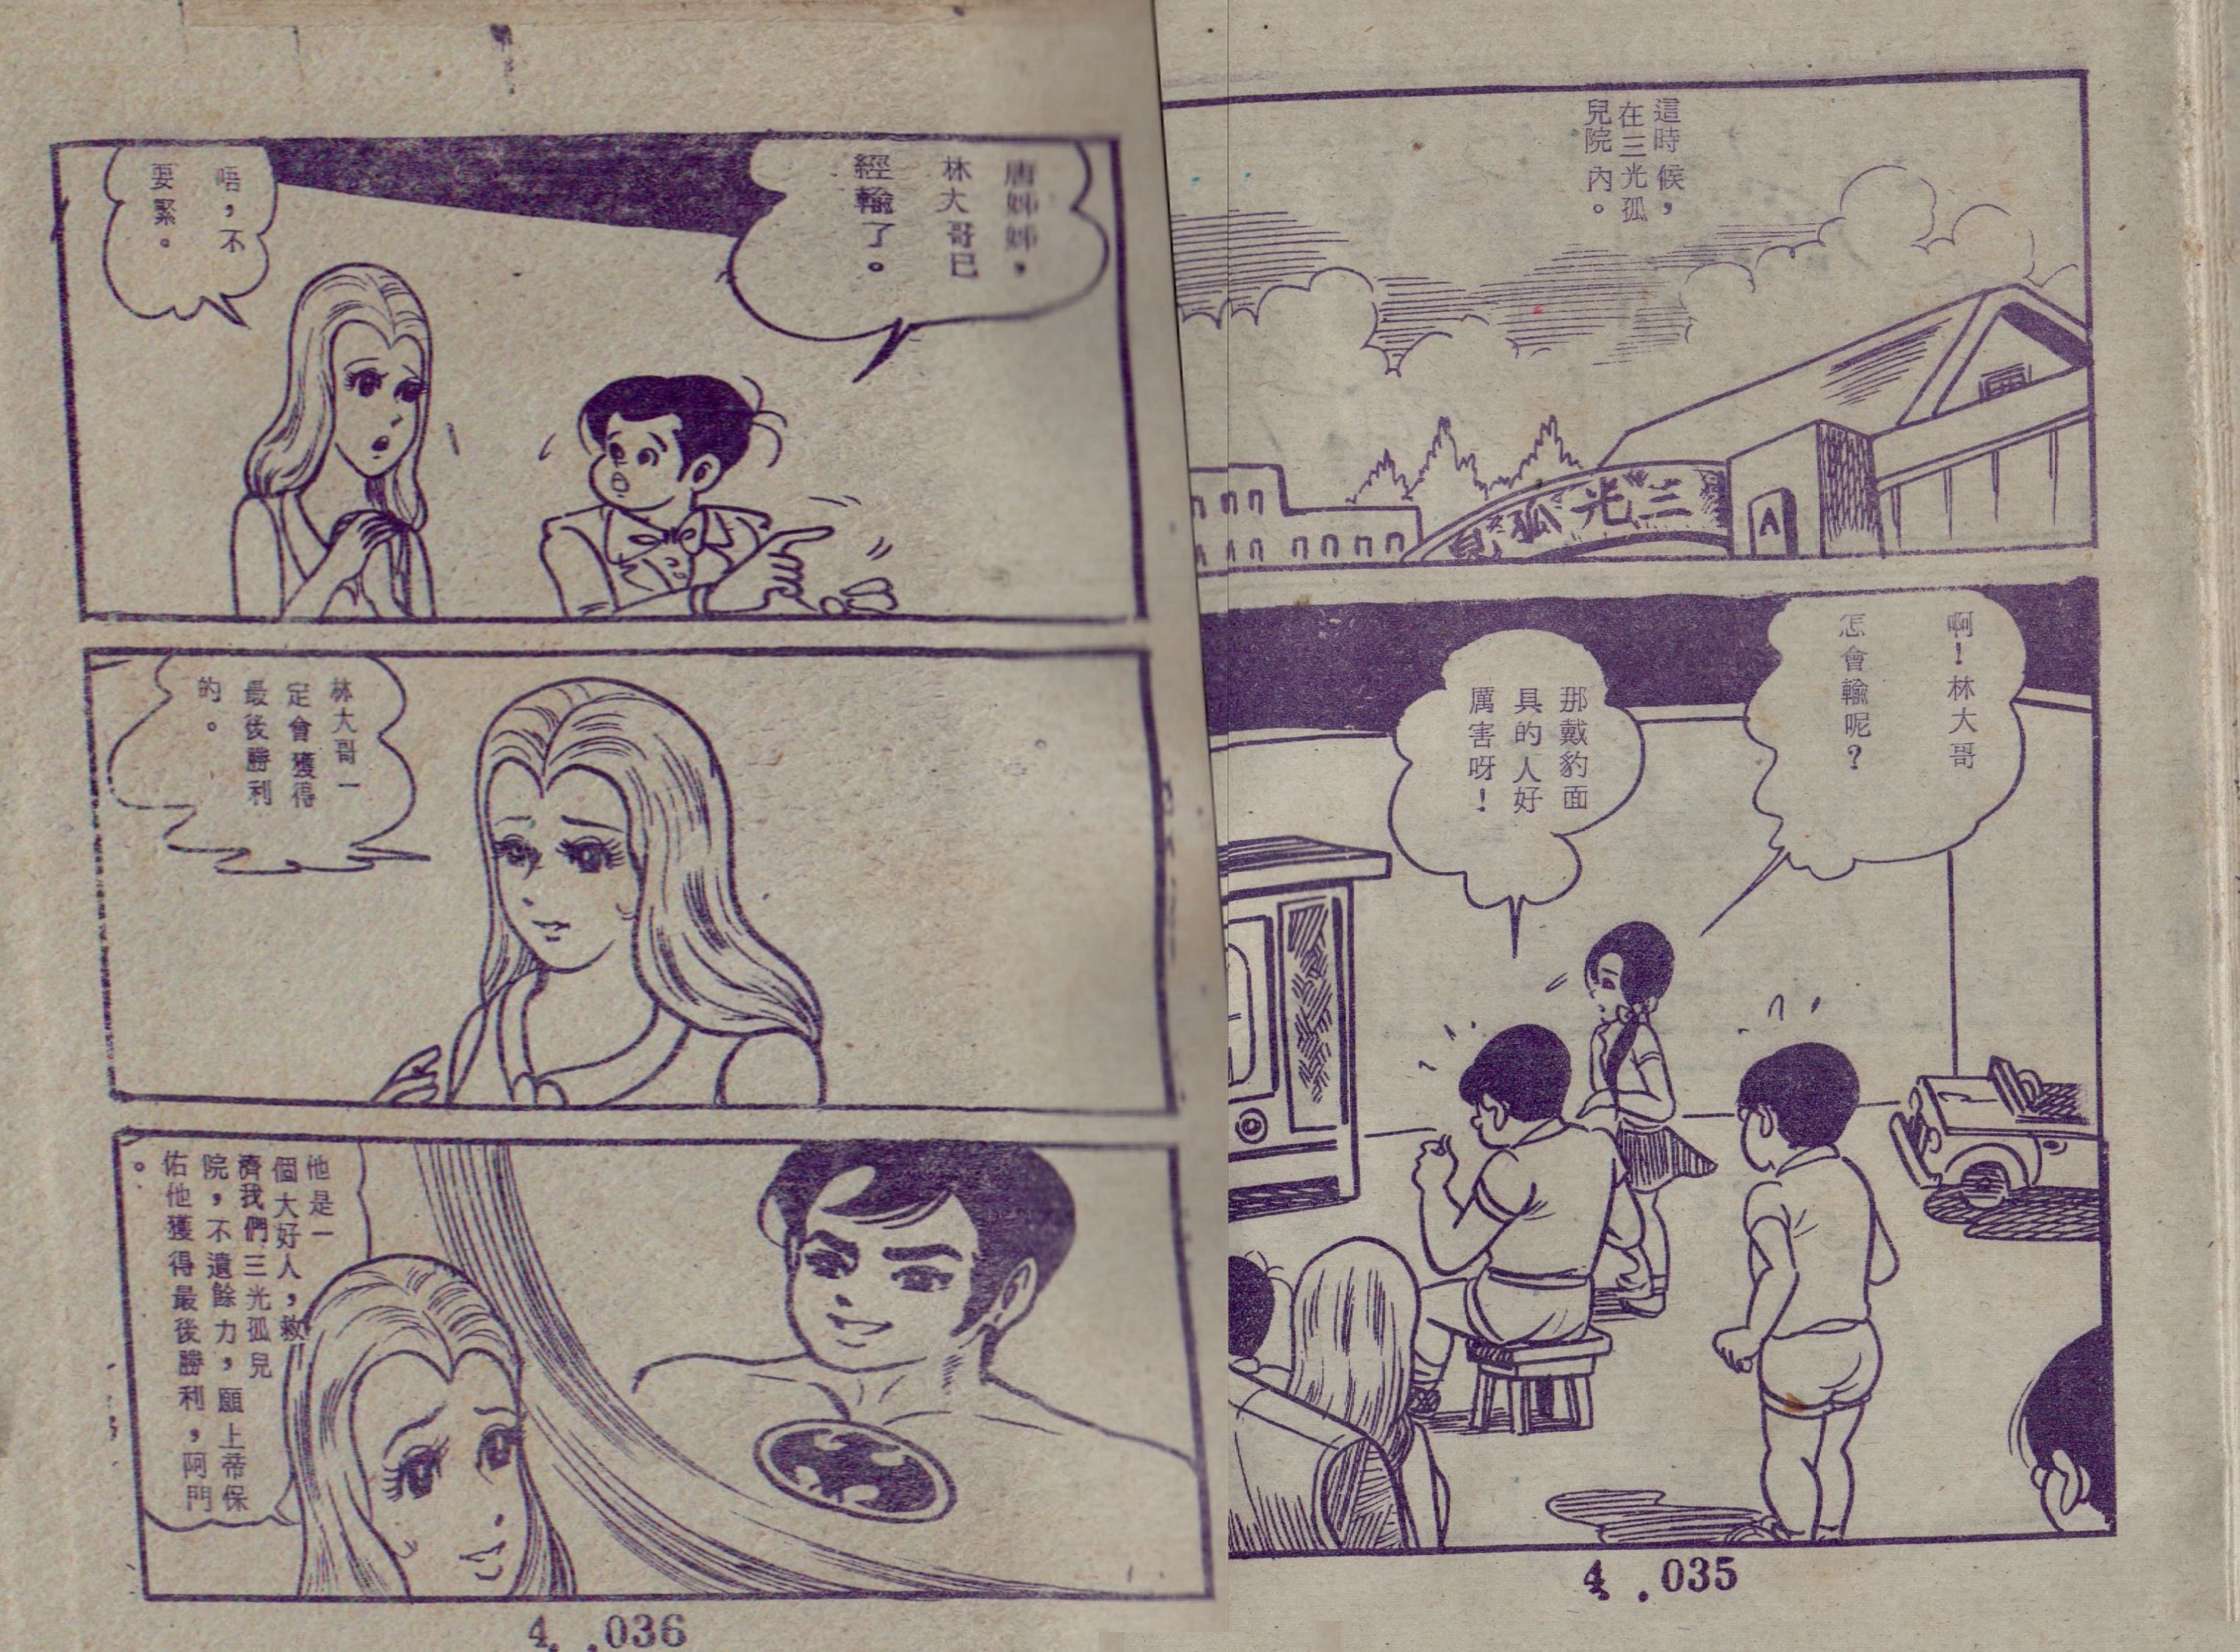 這時候，
在三光孤
兒院內。
三光孤兒
A
啊！林大哥
怎會輸呢？
那戴豹面
具的人好
厲害呀！
4.035
唐姊姊，
林大哥已
經輸了。
唔，不
要緊。
林大哥一
定會獲得
最後勝利
的。
他是一
個大好人，救
濟我們三光孤兒
院，不遺餘力，願上帝保
佑他獲得最後勝利，阿門
。
4.036